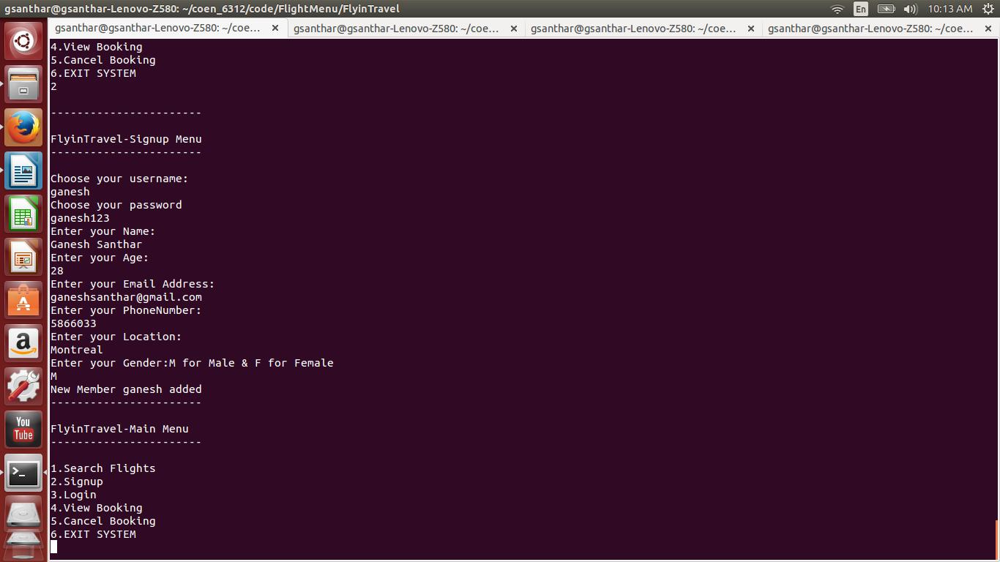 gsanthar@gsanthar-Lenovo-Z580: ~/coen_6312/code/FlightMenu/FlyinTravel
En
10:13 AM
gsanthar@gsanthar-Lenovo-Z580: ~/coe...
gsanthar@gsanthar-Lenovo-Z580: ~/coe...
gsanthar@gsanthar-Lenovo-Z580: ~/coe...
gsanthar@gsanthar-Lenovo-Z580: ~/coe...
4.View Booking
5.Cancel Booking
6.EXIT SYSTEM
2
-----------------------
FlyinTravel-Signup Menu
-----------------------
Choose your username:
ganesh
Choose your password
ganesh123
Enter your Name:
Ganesh Santhar
Enter your Age:
28
Enter your Email Address:
ganeshsanthar@gmail.com
Enter your PhoneNumber:
5866033
Enter your Location:
Montreal
Enter your Gender:M for Male & F for Female
M
New Member ganesh added
-----------------------
FlyinTravel-Main Menu
-----------------------
1.Search Flights
2.Signup
3.Login
4.View Booking
5.Cancel Booking
6.EXIT SYSTEM
A
a
You
Tube
>_